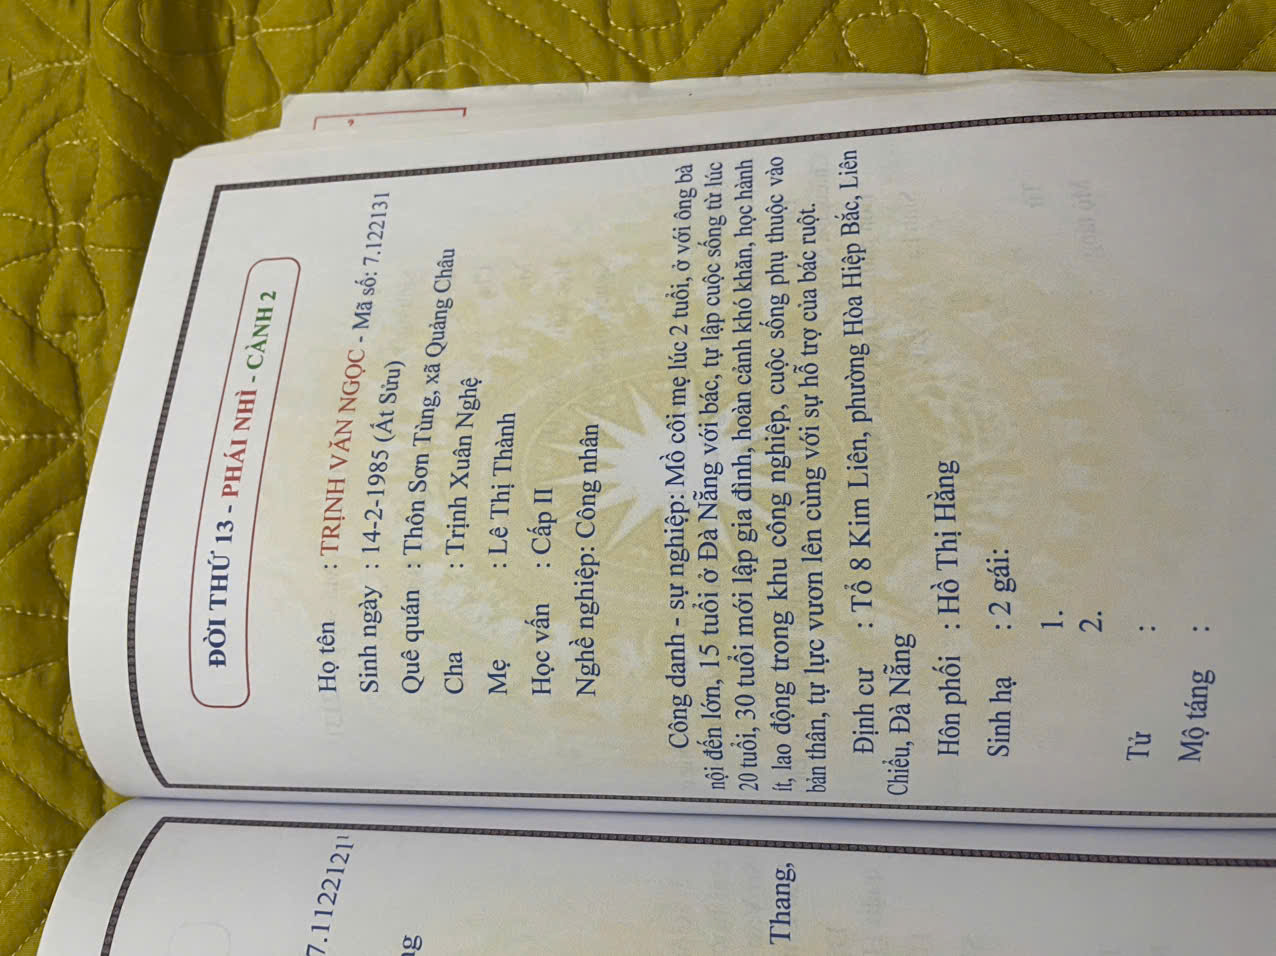 7.1122121¹
Thang,
ĐỜI THỨ 13 - PHÁI NHÌ - CÀNH 2
Họ tên : TRỊNH VĂN NGỌC - Mã số: 7.122131
Sinh ngày : 14-2-1985 (Ất Sửu)
Quê quán : Thôn Sơn Tùng, xã Quảng Châu
Cha : Trịnh Xuân Nghệ
Mẹ : Lê Thị Thành
Học vấn : Cấp II
Nghề nghiệp: Công nhân
Công danh - sự nghiệp: Mồ côi mẹ lúc 2 tuổi, ở với ông bà
nội đến lớn, 15 tuổi ở Đà Nẵng với bác, tự lập cuộc sống từ lúc
20 tuổi, 30 tuổi mới lập gia đình, hoàn cảnh khó khăn, học hành
ít, lao động trong khu công nghiệp, cuộc sống phụ thuộc vào
bản thân, tự lực vươn lên cùng với sự hỗ trợ của bác ruột.
Định cư : Tổ 8 Kim Liên, phường Hòa Hiệp Bắc, Liên
Chiểu, Đà Nẵng
Hôn phối : Hồ Thị Hằng
Sinh hạ : 2 gái:
1.
2.
Tử :
Mộ táng :